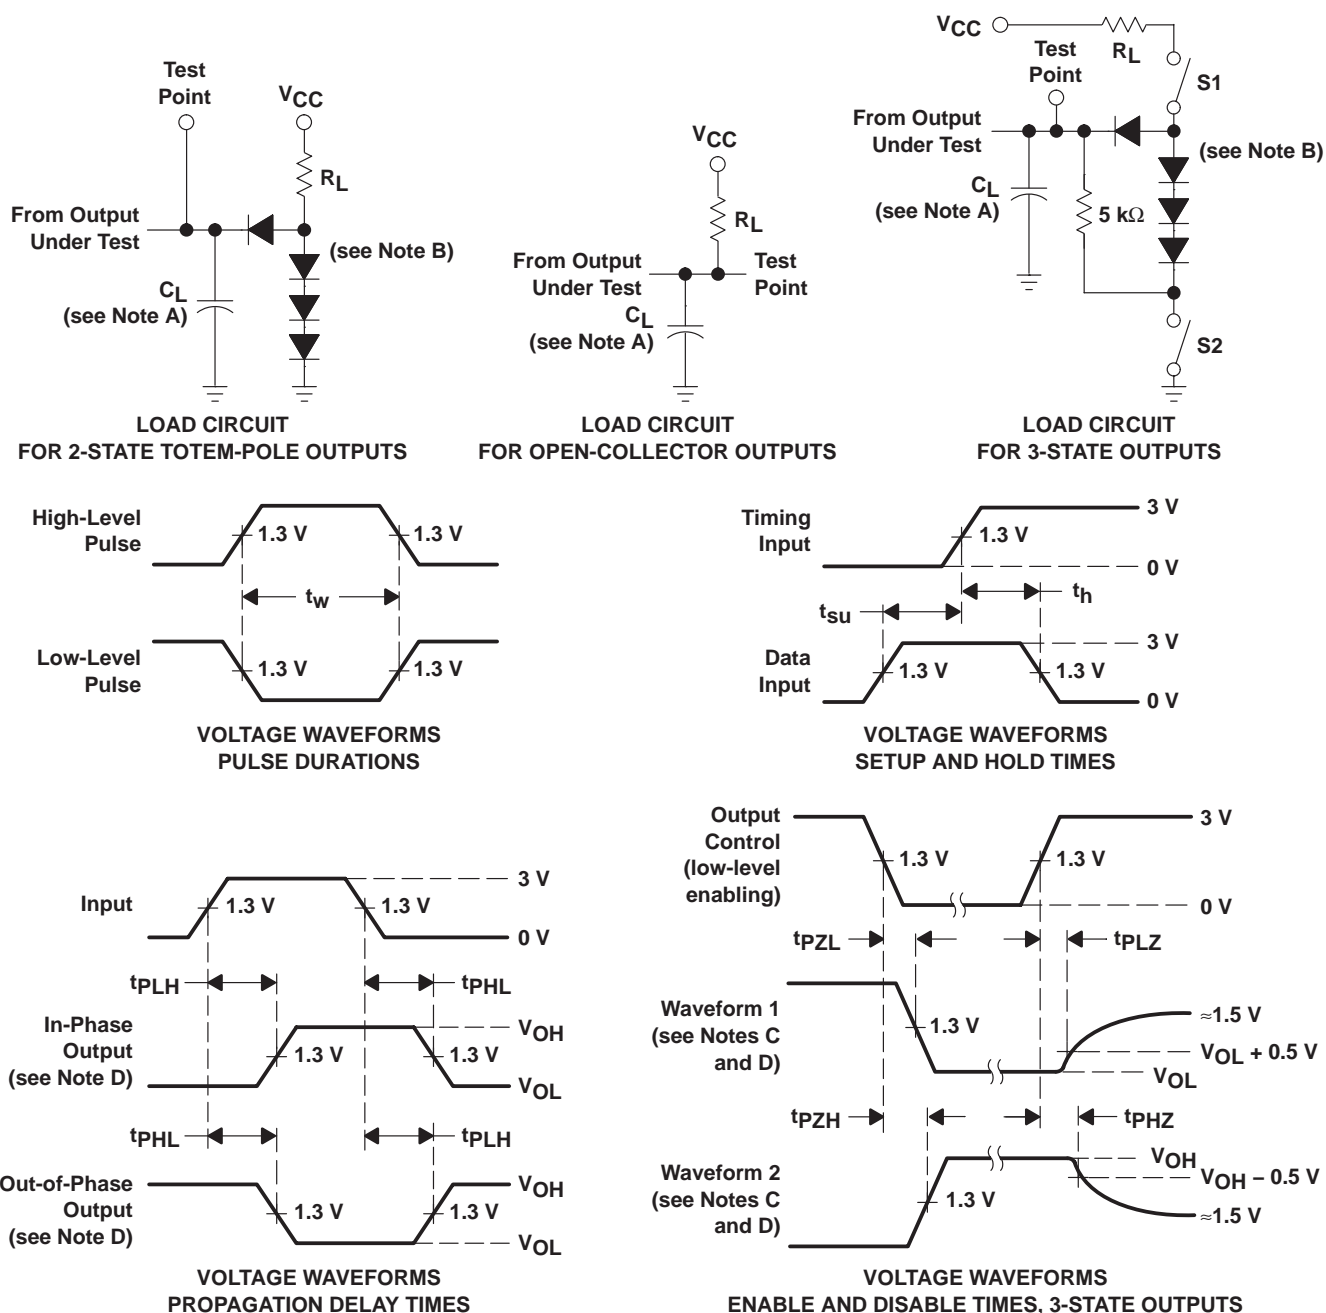 Test
Point
VCC
RL
From Output
Under Test
(see Note B)
CL
(see Note A)
LOAD CIRCUIT
FOR 2-STATE TOTEM-POLE OUTPUTS
VCC
RL
From Output
Under Test
Test
Point
CL
(see Note A)
LOAD CIRCUIT
FOR OPEN-COLLECTOR OUTPUTS
VCC
RL
Test
Point
S1
From Output
Under Test
(see Note B)
CL
(see Note A)
5 kΩ
S2
LOAD CIRCUIT
FOR 3-STATE OUTPUTS
High-Level
Pulse
1.3 V
1.3 V
tw
Low-Level
Pulse
1.3 V
1.3 V
VOLTAGE WAVEFORMS
PULSE DURATIONS
Timing
Input
1.3 V
3 V
0 V
th
tsu
Data
Input
1.3 V
1.3 V
3 V
0 V
VOLTAGE WAVEFORMS
SETUP AND HOLD TIMES
Input
1.3 V
1.3 V
3 V
0 V
tPLH
tPHL
In-Phase
Output
(see Note D)
1.3 V
1.3 V
VOH
VOL
tPHL
tPLH
Out-of-Phase
Output
(see Note D)
1.3 V
1.3 V
VOH
VOL
VOLTAGE WAVEFORMS
PROPAGATION DELAY TIMES
Output
Control
(low-level
enabling)
1.3 V
1.3 V
3 V
0 V
tPZL
tPLZ
Waveform 1
(see Notes C
and D)
1.3 V
≈1.5 V
VOL + 0.5 V
VOL
tPZH
tPHZ
Waveform 2
(see Notes C
and D)
1.3 V
VOH
VOH − 0.5 V
≈1.5 V
VOLTAGE WAVEFORMS
ENABLE AND DISABLE TIMES, 3-STATE OUTPUTS